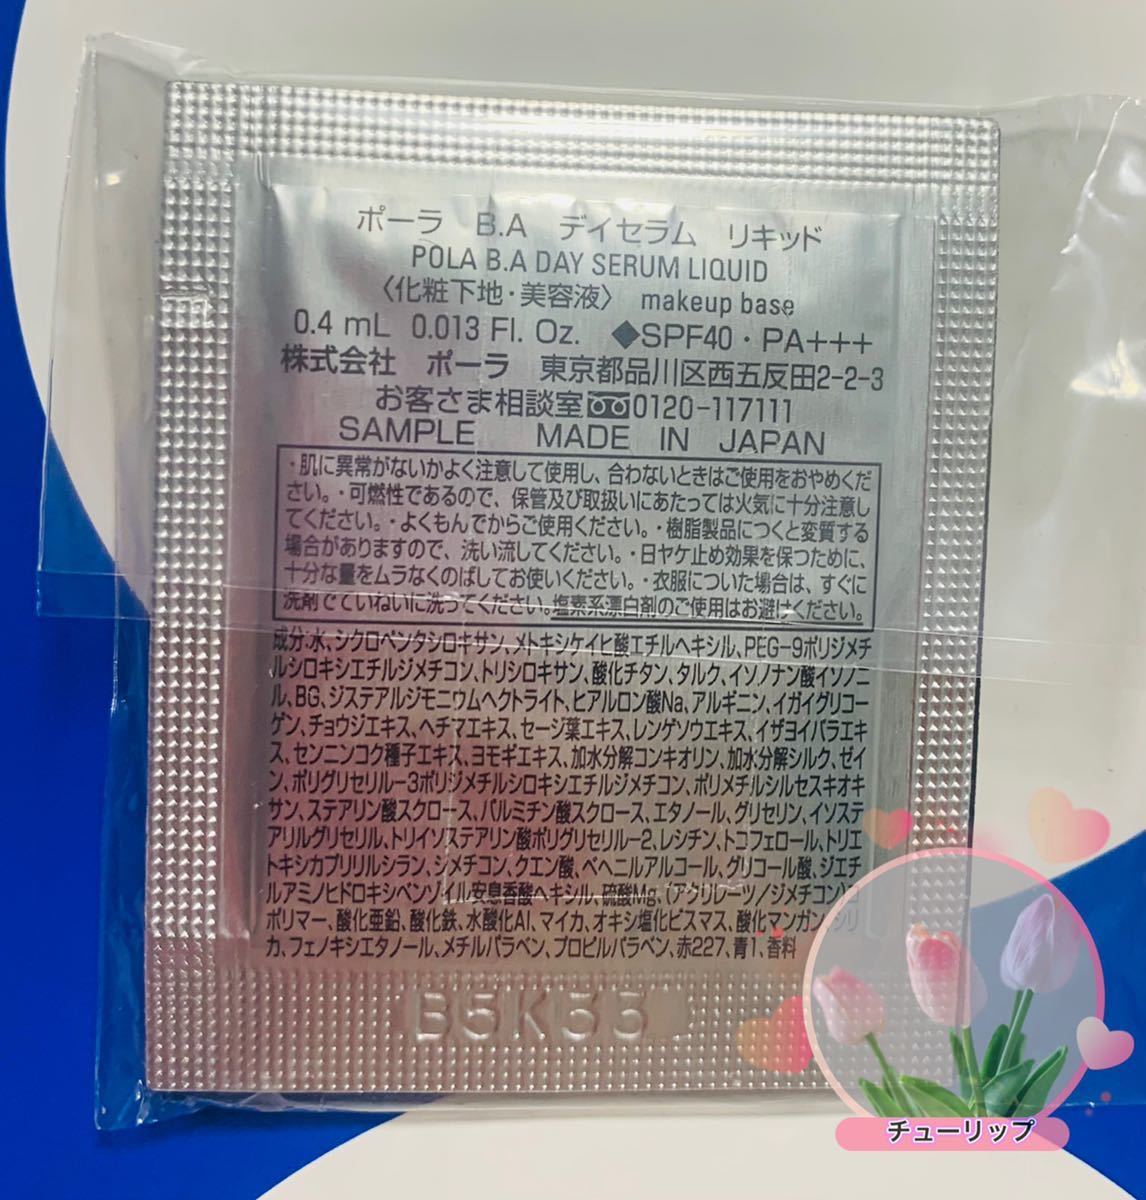 ポーラ B.A デイセラム リキッド
POLA B.A DAY SERUM LIQUID
〈化粧下地・美容液〉 makeup base
0.4 mL 0.013 Fl. Oz. ◆SPF40・PA+++
株式会社 ポーラ 東京都品川区西五反田2-2-3
お客さま相談室 0120-117111
SAMPLE MADE IN JAPAN
・肌に異常がないかよく注意して使用し、合わないときはご使用をおやめくだ
さい。・可燃性であるので、保管及び取扱いにあたっては火気に十分注意し
てください。・よくもんでからご使用ください。・樹脂製品につくと変質する
場合がありますので、洗い流してください。・日ヤケ止め効果を保つために、
十分な量をムラなくのばしてお使いください。・衣服についた場合は、すぐに
洗剤でていねいに洗ってください。塩素系漂白剤のご使用はお避けください。
成分:水、シクロペンタシロキサン、メトキシケイヒ酸エチルヘキシル、PEG-9ポリジメチ
ルシロキシエチルジメチコン、トリシロキサン、酸化チタン、タルク、イソノナン酸イソノニ
ル、BG、ジステアルジモニウムヘクトライト、ヒアルロン酸Na、アルギニン、イガイグリコー
ゲン、チョウジエキス、ヘチマエキス、セージ葉エキス、レンゲソウエキス、イザヨイバラエキ
ス、センニンコク種子エキス、ヨモギエキス、加水分解コンキオリン、加水分解シルク、ゼイ
ン、ポリグリセリル-3ポリジメチルシロキシエチルジメチコン、ポリメチルシルセスキオキ
サン、ステアリン酸スクロース、パルミチン酸スクロース、エタノール、グリセリン、イソステ
アリルグリセリル、トリイソステアリン酸ポリグリセリル-2、レシチン、トコフェロール、トリエ
トキシカプリリルシラン、ジメチコン、クエン酸、ベヘニルアルコール、グリコール酸、ジエチ
ルアミノヒドロキシベンゾイル安息香酸ヘキシル、硫酸Mg、(アクリレーツ/ジメチコン)コ
ポリマー、酸化亜鉛、酸化鉄、水酸化Al、マイカ、オキシ塩化ビスマス、酸化マンガン、シリ
カ、フェノキシエタノール、メチルパラベン、プロピルパラベン、赤227、青1、香料
B5K33
チューリップ